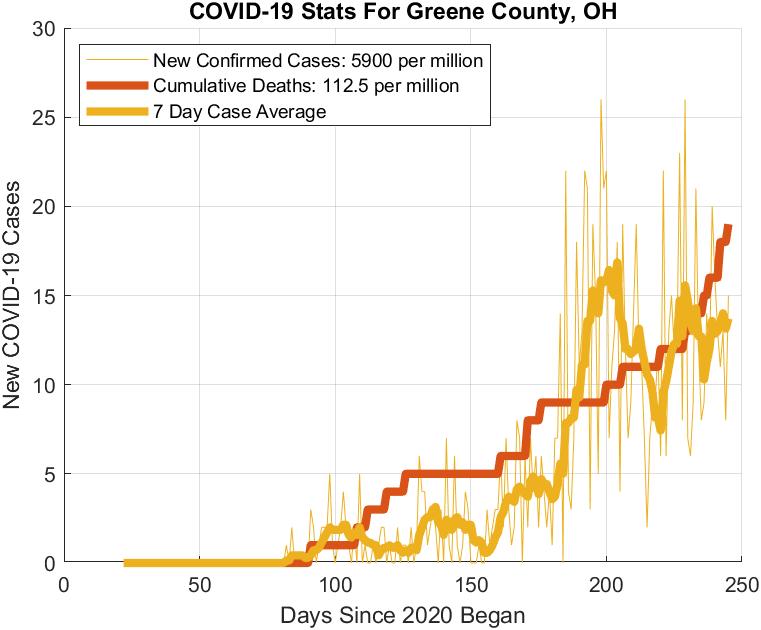 COVID-19 Stats For Greene County, OH
New Confirmed Cases: 5900 per million
Cumulative Deaths: 112.5 per million
7 Day Case Average
New COVID-19 Cases
30
25
20
15
10
5
0
0 50 100 150 200 250
Days Since 2020 Began